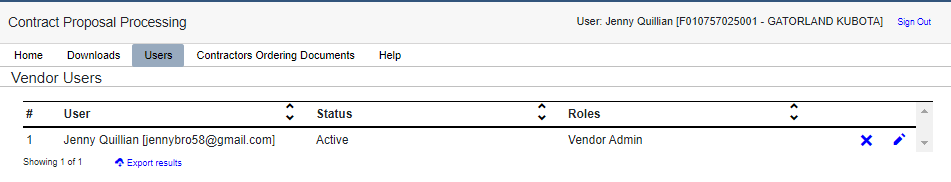 Contract Proposal Processing
User: Jenny Quillian [F010757025001 - GATORLAND KUBOTA] Sign Out
Home Downloads Users Contractors Ordering Documents Help
Vendor Users
# User Status Roles
1 Jenny Quillian [jennybro58@gmail.com] Active Vendor Admin
Showing 1 of 1 Export results